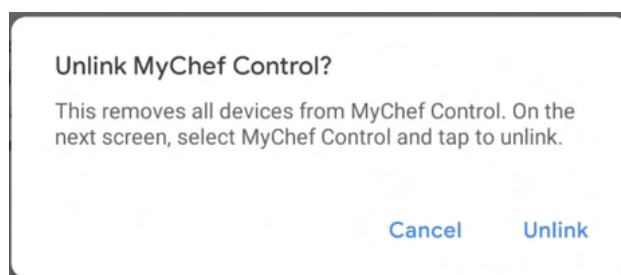 Unlink MyChef Control?
This removes all devices from MyChef Control. On the
next screen, select MyChef Control and tap to unlink.
Cancel Unlink